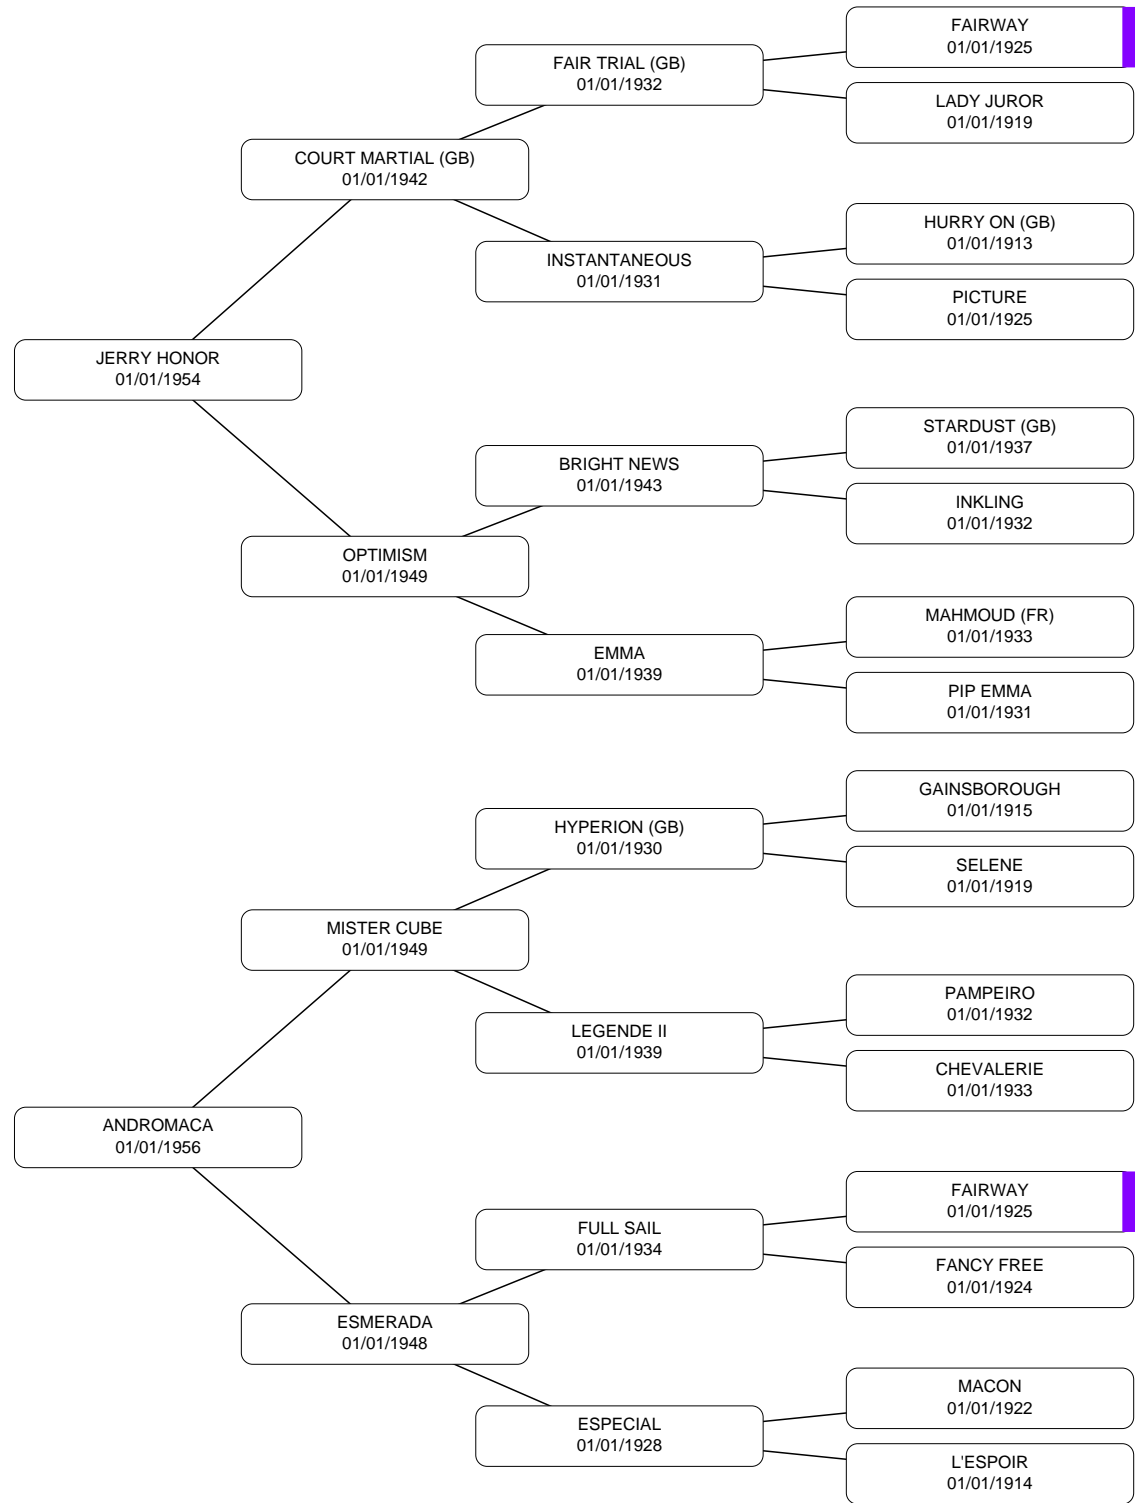 FAIRWAY
01/01/1925
FAIR TRIAL (GB)
01/01/1932
LADY JUROR
01/01/1919
COURT MARTIAL (GB)
01/01/1942
HURRY ON (GB)
01/01/1913
INSTANTANEOUS
01/01/1931
PICTURE
01/01/1925
JERRY HONOR
01/01/1954
STARDUST (GB)
01/01/1937
BRIGHT NEWS
01/01/1943
INKLING
01/01/1932
OPTIMISM
01/01/1949
MAHMOUD (FR)
01/01/1933
EMMA
01/01/1939
PIP EMMA
01/01/1931
GAINSBOROUGH
01/01/1915
HYPERION (GB)
01/01/1930
SELENE
01/01/1919
MISTER CUBE
01/01/1949
PAMPEIRO
01/01/1932
LEGENDE II
01/01/1939
CHEVALERIE
01/01/1933
ANDROMACA
01/01/1956
FAIRWAY
01/01/1925
FULL SAIL
01/01/1934
FANCY FREE
01/01/1924
ESMERADA
01/01/1948
MACON
01/01/1922
ESPECIAL
01/01/1928
L'ESPOIR
01/01/1914